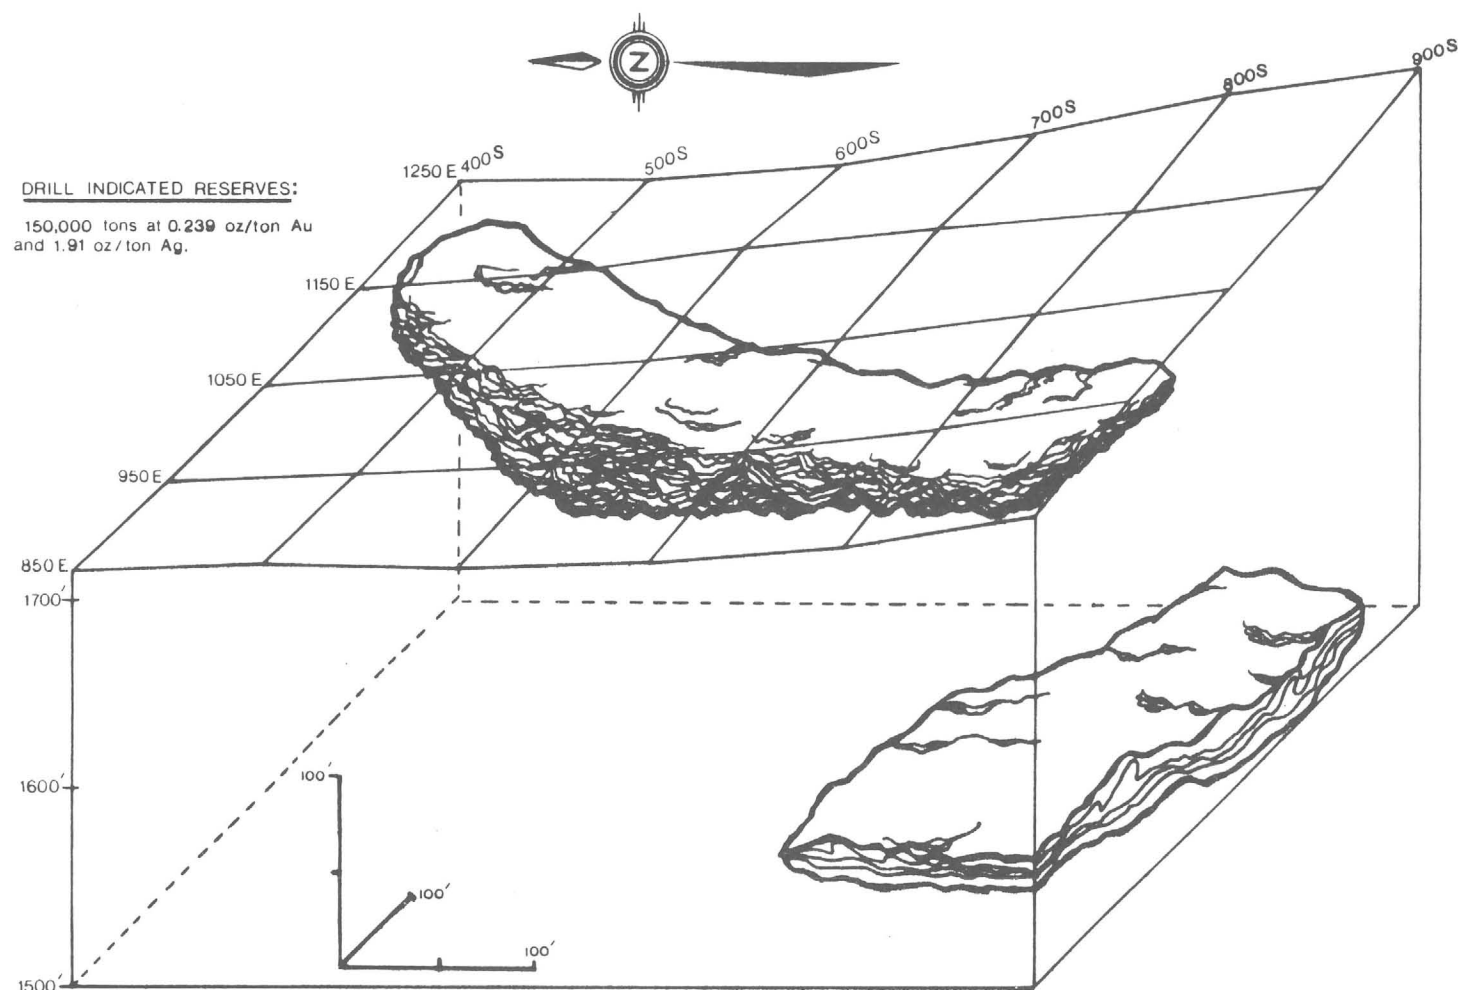 Z
900S
800S
700S
600S
500S
1250 E 400S
DRILL INDICATED RESERVES:
150,000 tons at 0.239 oz/ton Au
and 1.91 oz/ton Ag.
1150 E
1050 E
950 E
850 E
1700'
1600'
100'
100'
100'
1500'